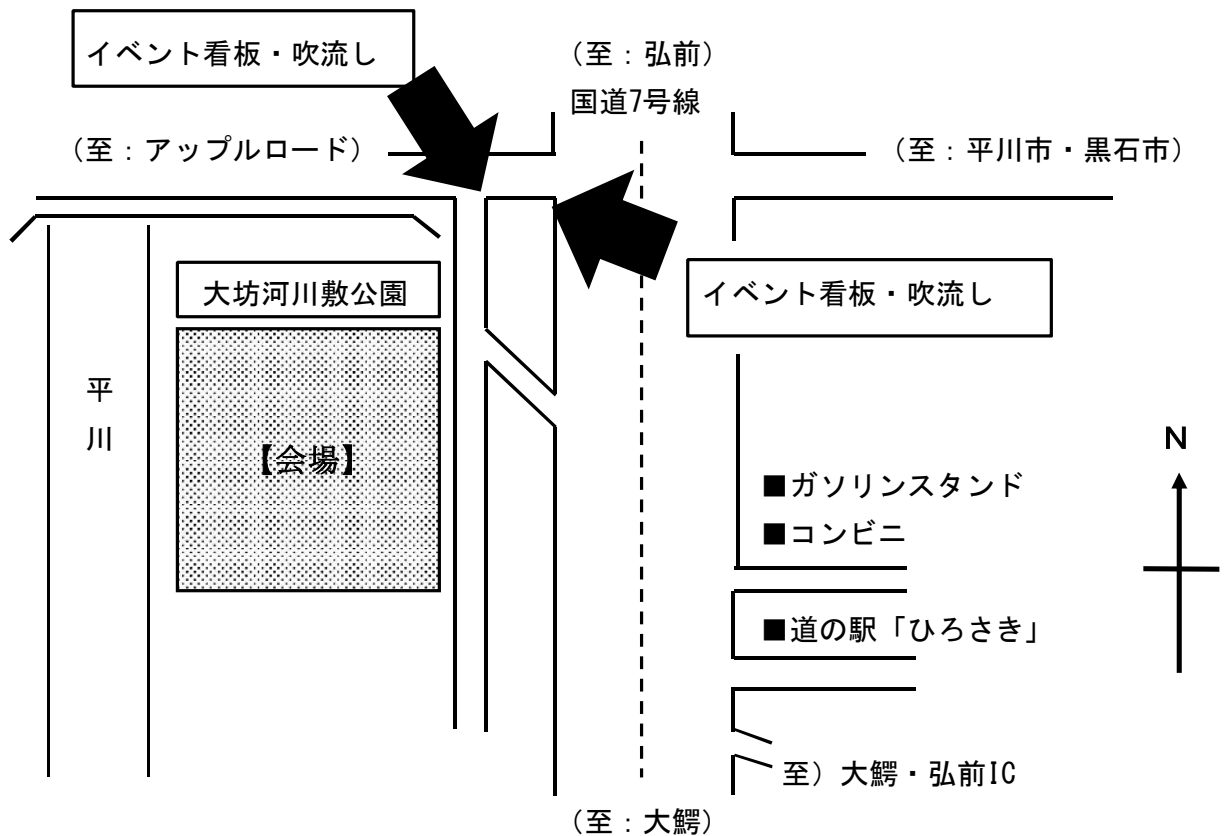 イベント看板・吹流し
(至：弘前)
国道7号線
(至：アップルロード)
(至：平川市・黒石市)
大坊河川敷公園
イベント看板・吹流し
平
川
【会場】
N
■ガソリンスタンド
■コンビニ
■道の駅「ひろさき」
至）大鰐・弘前IC
(至：大鰐)